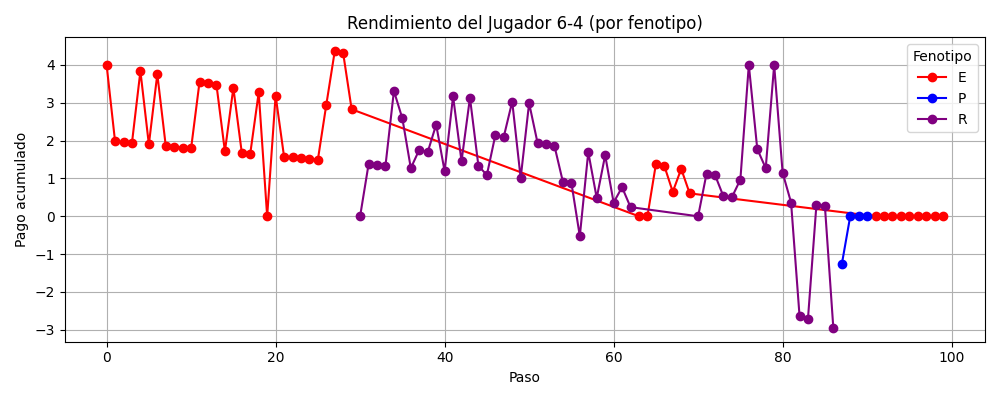 Rendimiento del Jugador 6-4 (por fenotipo)
Fenotipo
E
P
R
Pago acumulado
4
3
2
1
0
−1
−2
−3
0 20 40 60 80 100
Paso